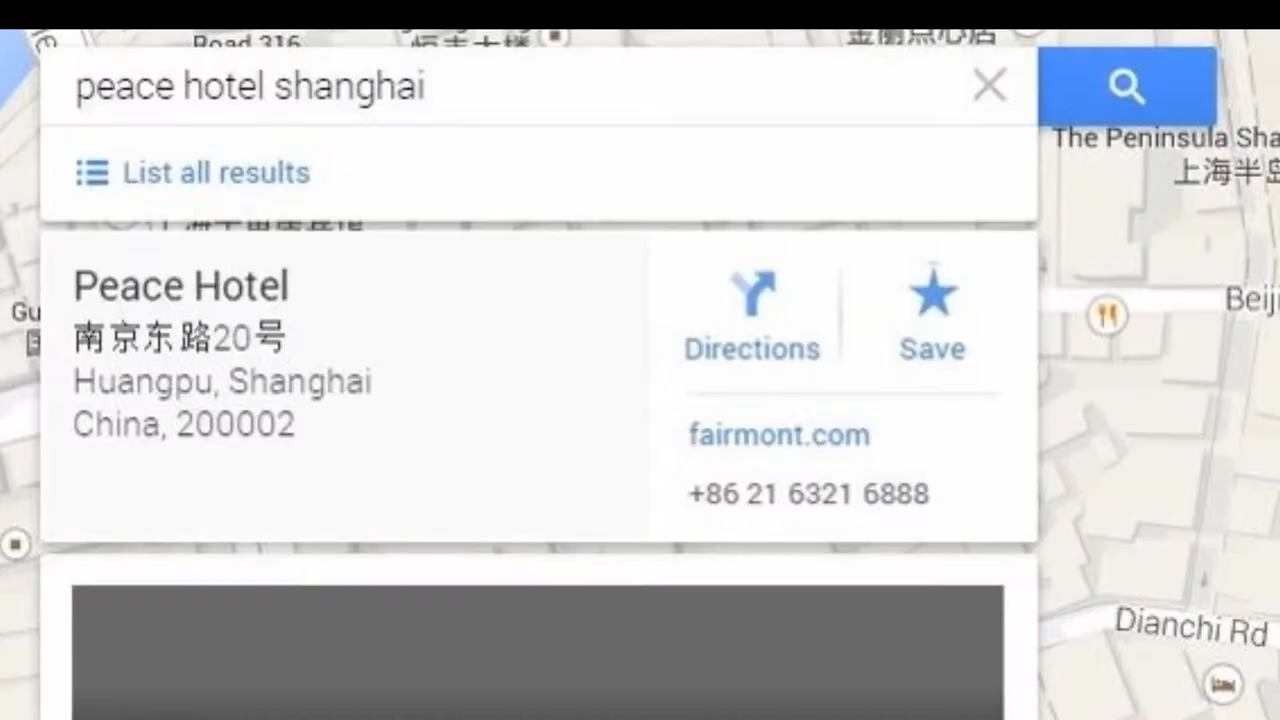 Road 316
peace hotel shanghai
The Peninsula Sha
上海半岛
List all results
Peace Hotel
南京东路20号
Huangpu, Shanghai
China, 200002
Directions
Save
fairmont.com
+86 21 6321 6888
Gu
Beiji
Dianchi Rd